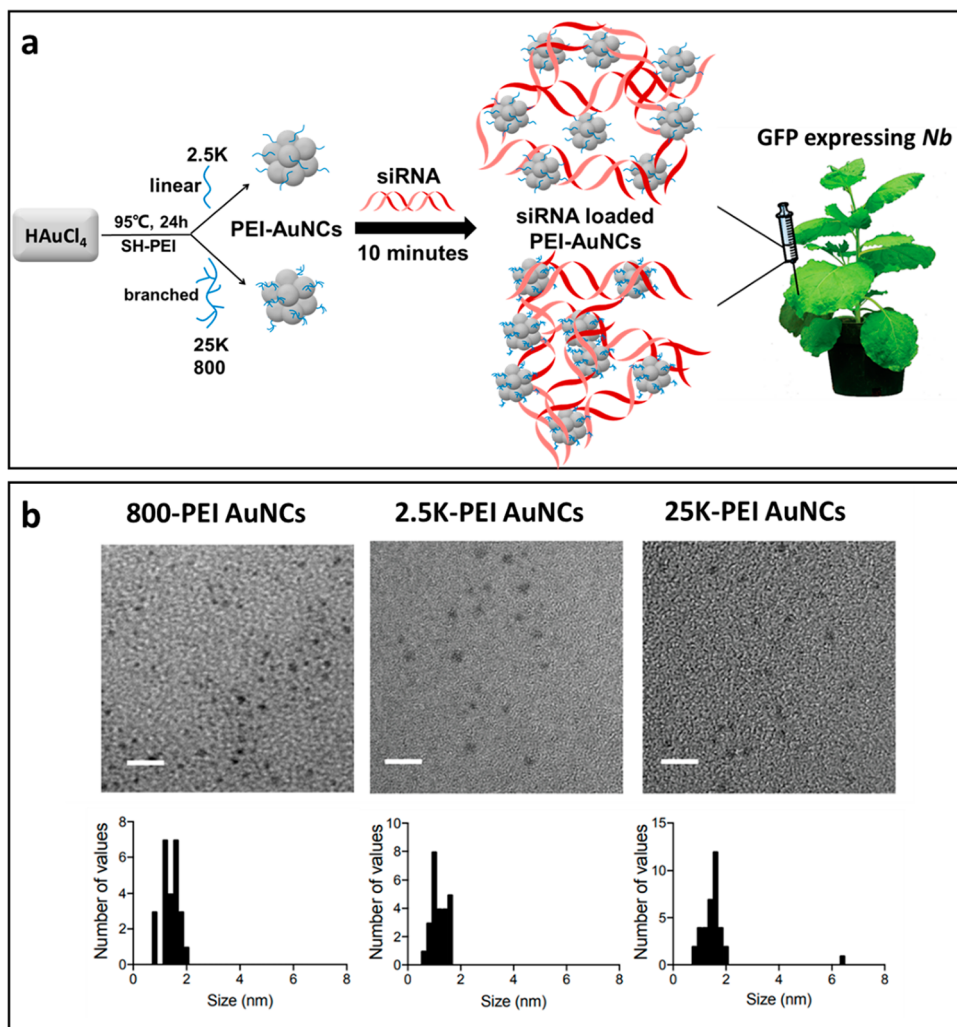 a
2.5K
linear
HAuCl4
95℃, 24h
SH-PEI
branched
25K
800
PEI-AuNCs
siRNA
10 minutes
siRNA loaded
PEI-AuNCs
GFP expressing Nb
b
800-PEI AuNCs
2.5K-PEI AuNCs
25K-PEI AuNCs
Number of values
8
6
4
2
0
0 2 4 6 8
Size (nm)
Number of values
10
8
6
4
2
0
0 2 4 6 8
Size (nm)
Number of values
15
10
5
0
0 2 4 6 8
Size (nm)